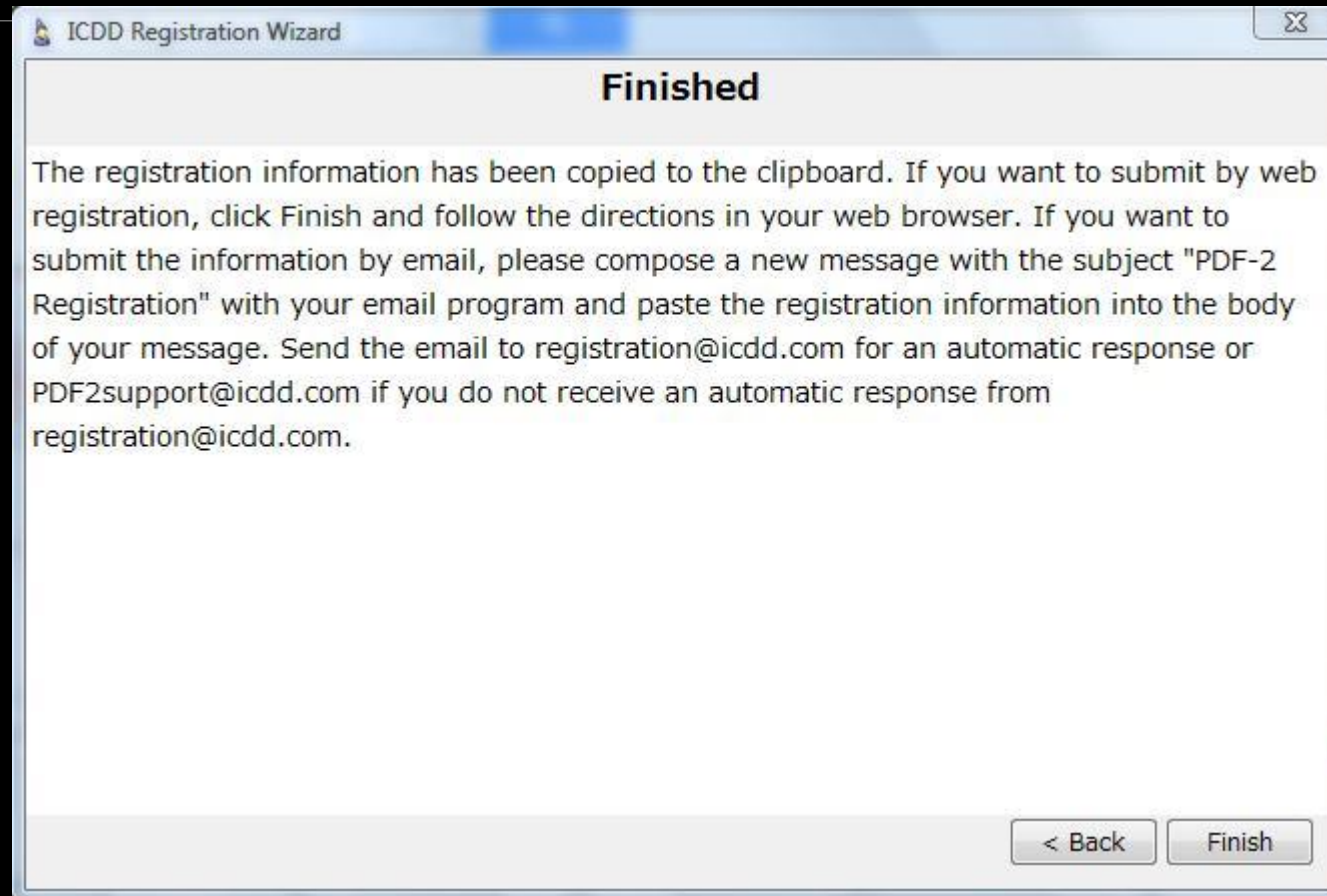 ICDD Registration Wizard
Finished
The registration information has been copied to the clipboard. If you want to submit by web
registration, click Finish and follow the directions in your web browser. If you want to
submit the information by email, please compose a new message with the subject "PDF-2
Registration" with your email program and paste the registration information into the body
of your message. Send the email to registration@icdd.com for an automatic response or
PDF2support@icdd.com if you do not receive an automatic response from
registration@icdd.com.
< Back Finish